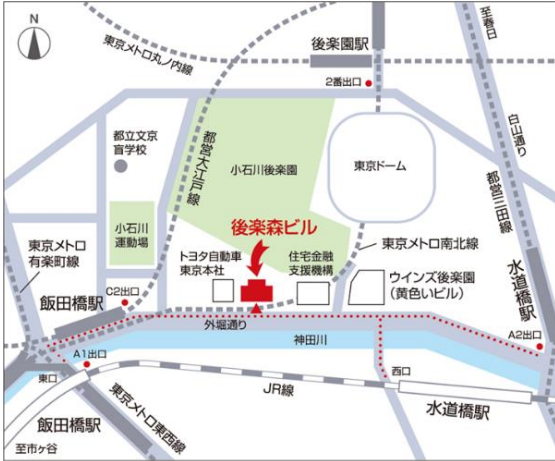 N
至春日
東京メトロ丸ノ内線
後楽園駅
2番出口
白山通り
都立文京
盲学校
都営大江戸線
小石川後楽園
東京ドーム
都営三田線
小石川
運動場
後楽森ビル
東京メトロ
有楽町線
トヨタ自動車
東京本社
住宅金融
支援機構
東京メトロ南北線
ウインズ後楽園
(黄色いビル)
水道橋駅
飯田橋駅
C2出口
外堀通り
神田川
A2出口
A1出口
東口
西口
JR線
飯田橋駅
東京メトロ東西線
水道橋駅
至市ヶ谷